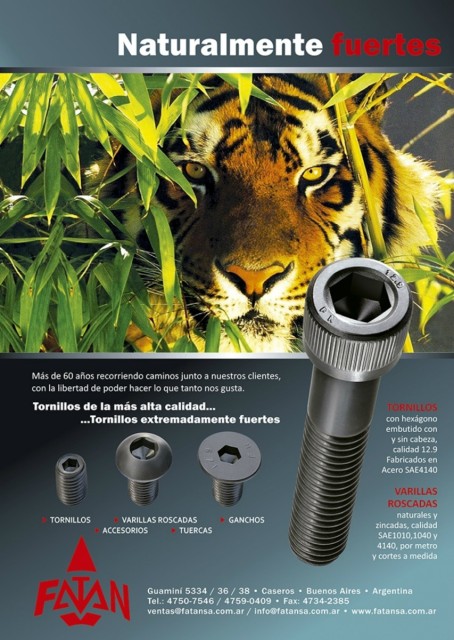 Naturalmente fuertes
12.9
Más de 60 años recorriendo caminos junto a nuestros clientes,
con la libertad de poder hacer lo que tanto nos gusta.
Tornillos de la más alta calidad...
...Tornillos extremadamente fuertes
TORNILLOS
con hexágono
embutido con
y sin cabeza,
calidad 12.9
Fabricados en
Acero SAE4140
VARILLAS
ROSCADAS
naturales y
zincadas, calidad
SAE1010,1040 y
4140, por metro
y cortes a medida
TORNILLOS VARILLAS ROSCADAS GANCHOS
ACCESORIOS TUERCAS
FATAN
Guaminí 5334 / 36 / 38 • Caseros • Buenos Aires • Argentina
Tel.: 4750-7546 / 4759-0409 • Fax: 4734-2385
ventas@fatansa.com.ar / info@fatansa.com.ar • www.fatansa.com.ar